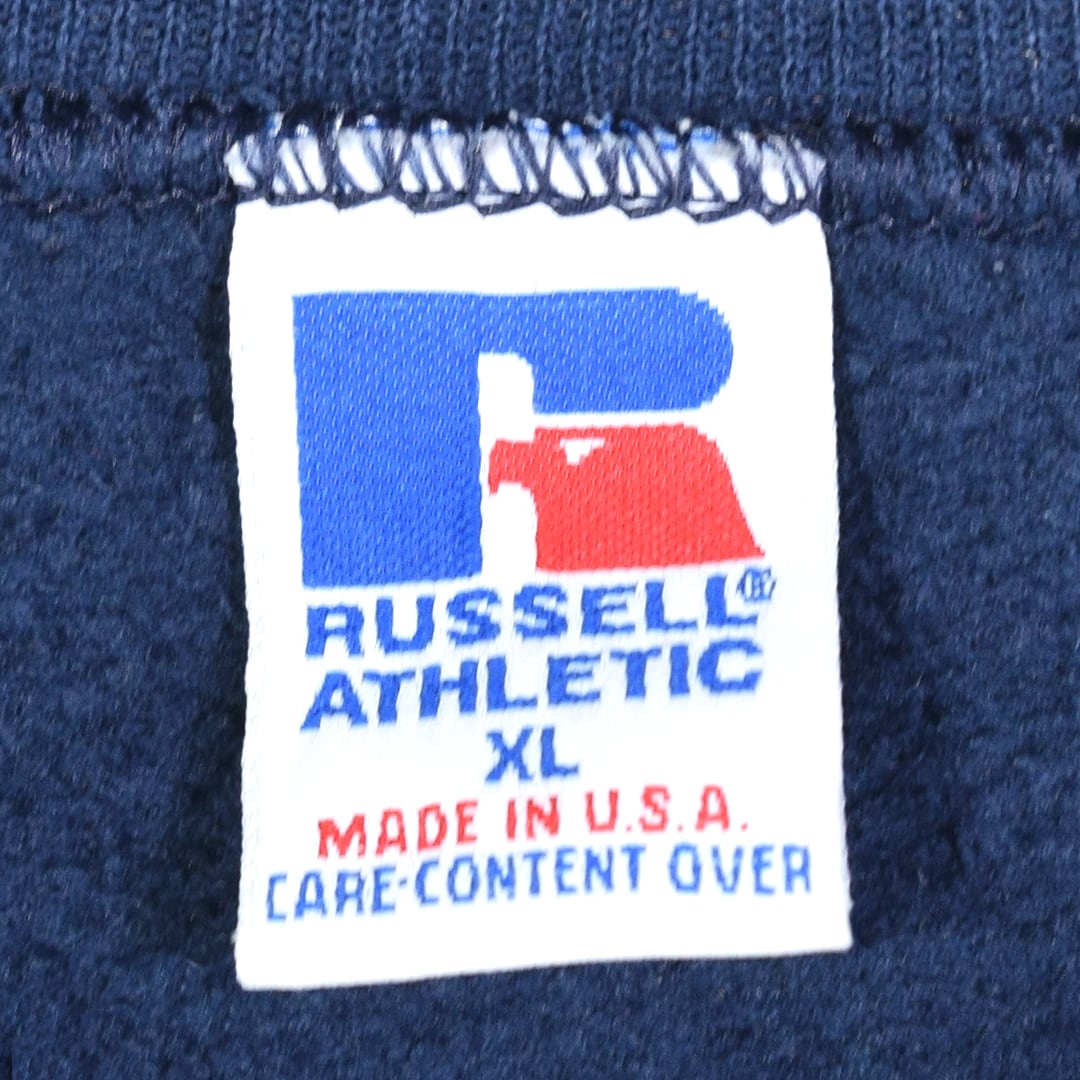 RUSSELL®
ATHLETIC
XL
MADE IN U.S.A.
CARE-CONTENT OVER